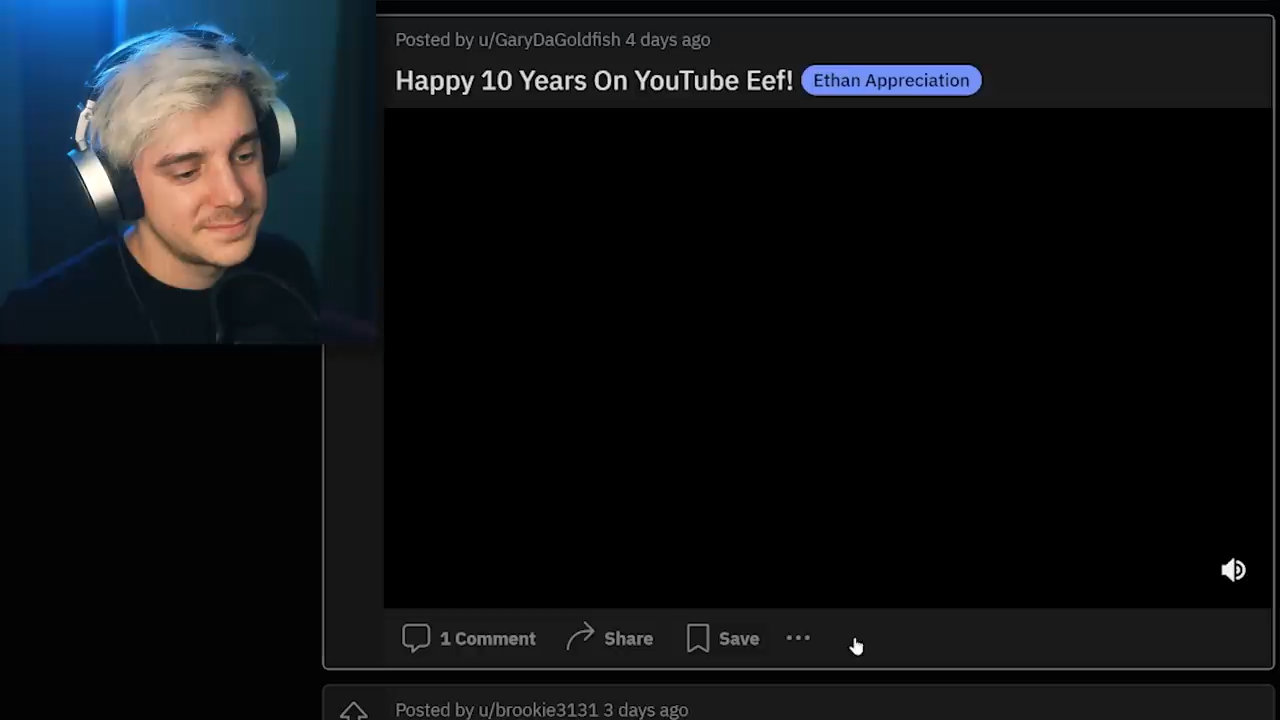 Posted by u/GaryDaGoldfish 4 days ago
Happy 10 Years On YouTube Eef! Ethan Appreciation
1 Comment Share Save
Posted by u/brookie3131 3 days ago